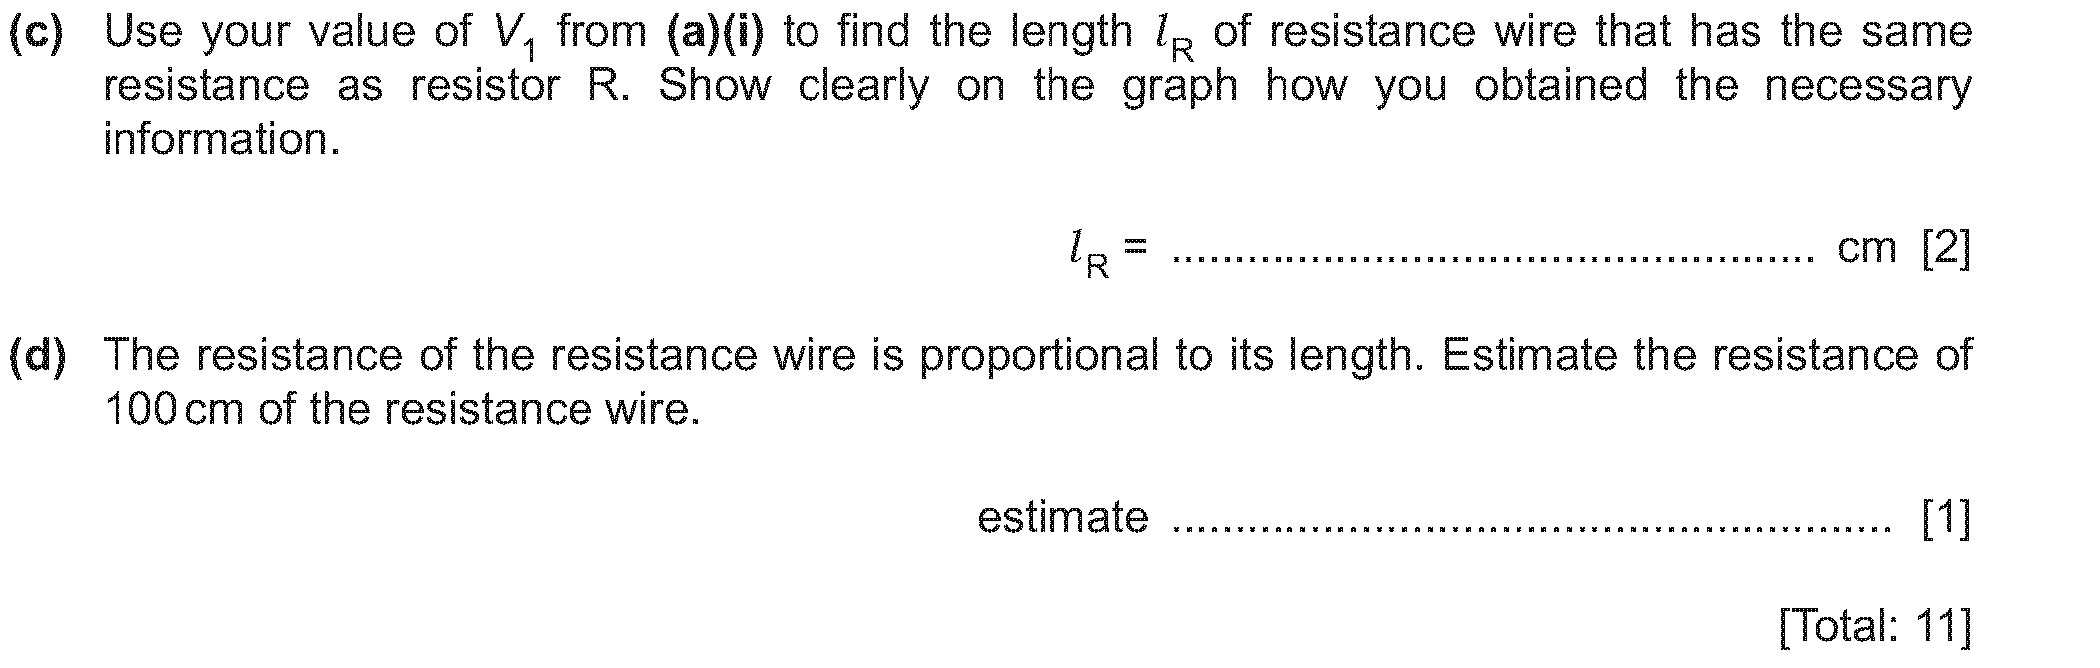 (c) Use your value of V₁ from (a)(i) to find the length l_R of resistance wire that has the same
resistance as resistor R. Show clearly on the graph how you obtained the necessary
information.
l_R = ................................................... cm [2]
(d) The resistance of the resistance wire is proportional to its length. Estimate the resistance of
100 cm of the resistance wire.
estimate ......................................................... [1]
[Total: 11]